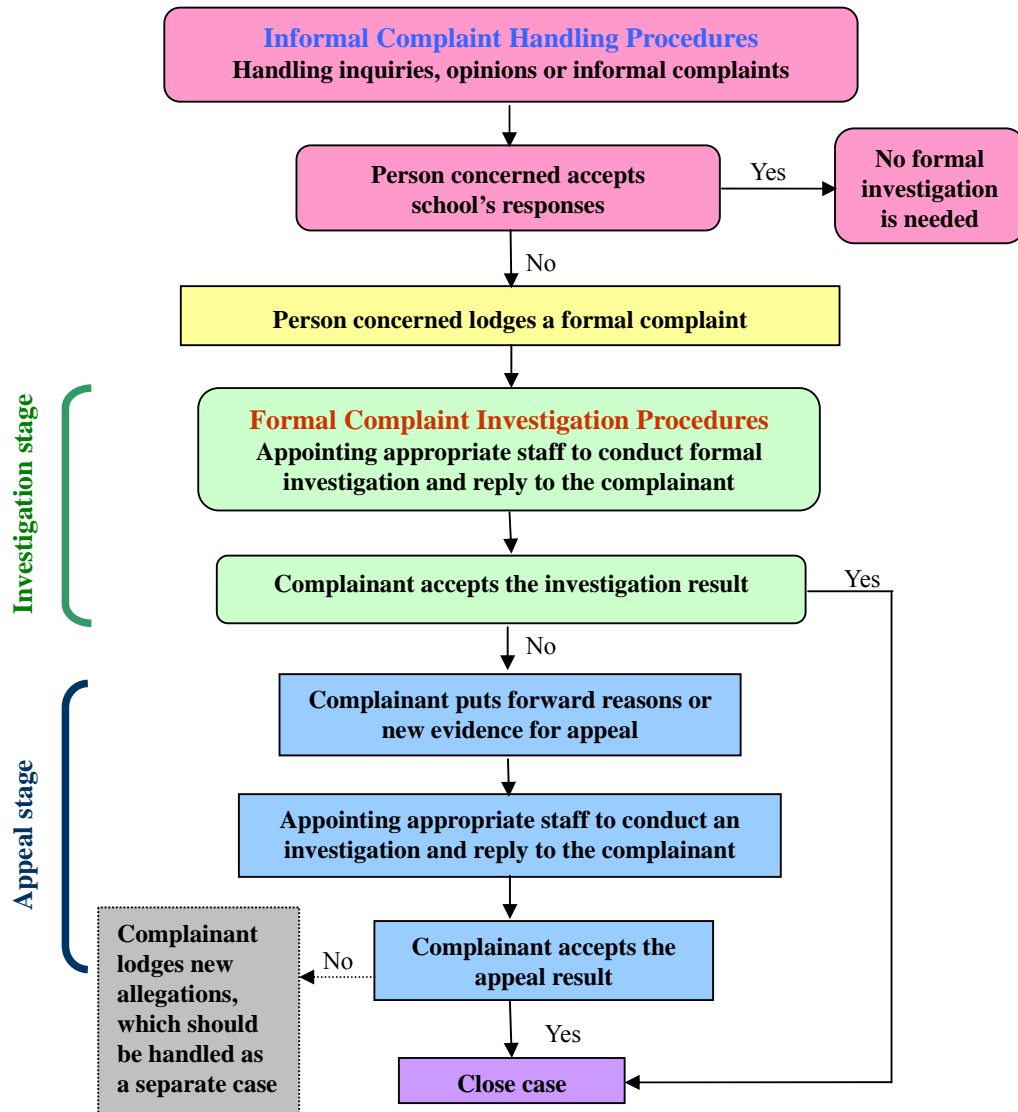 Informal Complaint Handling Procedures
Handling inquiries, opinions or informal complaints
Person concerned accepts
school’s responses
Yes
No formal
investigation
is needed
No
Person concerned lodges a formal complaint
Investigation stage
Formal Complaint Investigation Procedures
Appointing appropriate staff to conduct formal
investigation and reply to the complainant
Complainant accepts the investigation result
Yes
No
Appeal stage
Complainant puts forward reasons or
new evidence for appeal
Appointing appropriate staff to conduct an
investigation and reply to the complainant
Complainant accepts the
appeal result
No
Complainant
lodges new
allegations,
which should
be handled as
a separate case
Yes
Close case